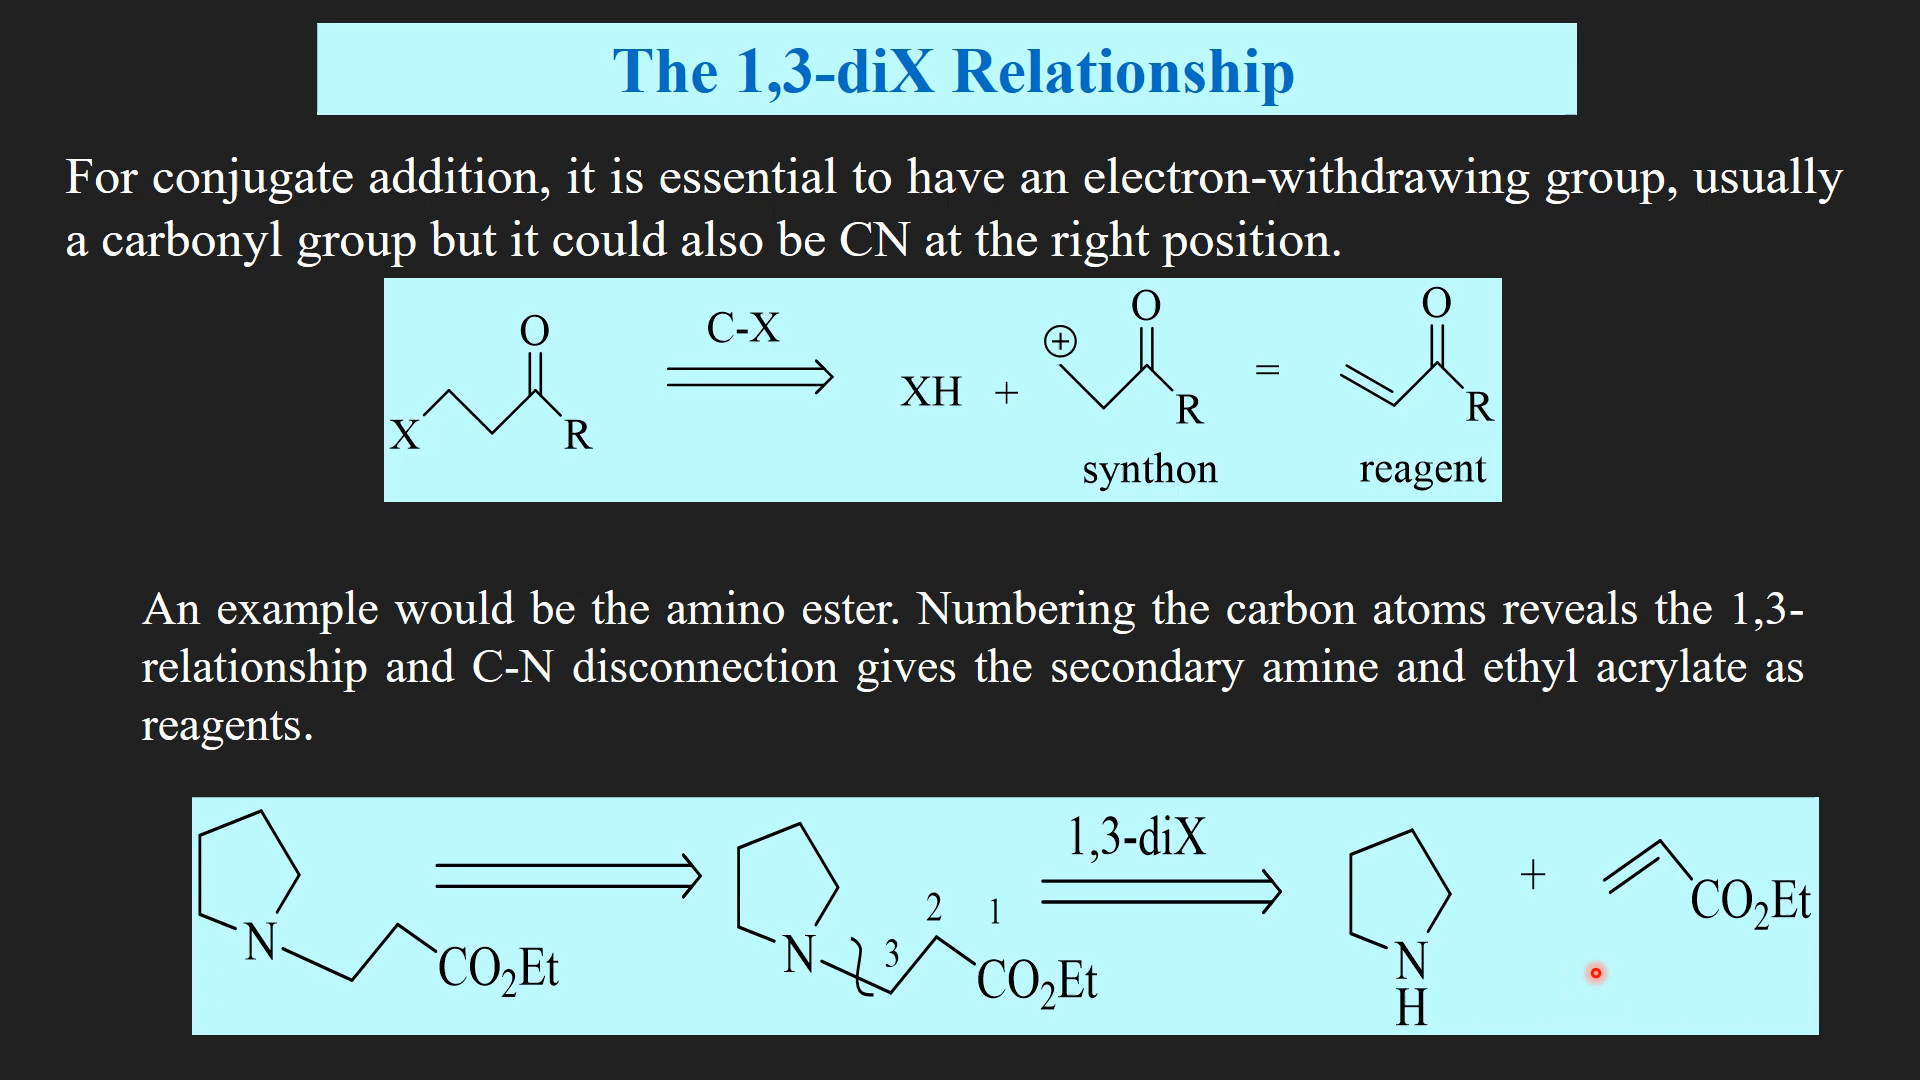 The 1,3-diX Relationship
For conjugate addition, it is essential to have an electron-withdrawing group, usually
a carbonyl group but it could also be CN at the right position.
X O R C-X XH + ⊕ O R = O R
synthon reagent
An example would be the amino ester. Numbering the carbon atoms reveals the 1,3-
relationship and C-N disconnection gives the secondary amine and ethyl acrylate as
reagents.
N CO₂Et N 3 2 1 CO₂Et 1,3-diX N H + CO₂Et